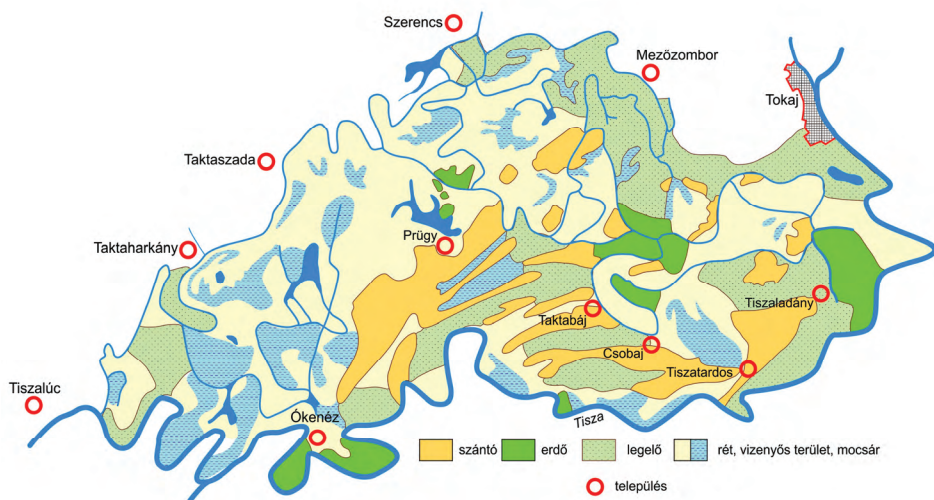 Szerencs
Mezőzombor
Tokaj
Taktaszada
Prügy
Taktaharkány
Tiszaladány
Taktabáj
Csobaj
Tiszatardos
Tiszalúc
Ókenéz
Tisza
szántó
erdő
legelő
rét, vizenyős terület, mocsár
település